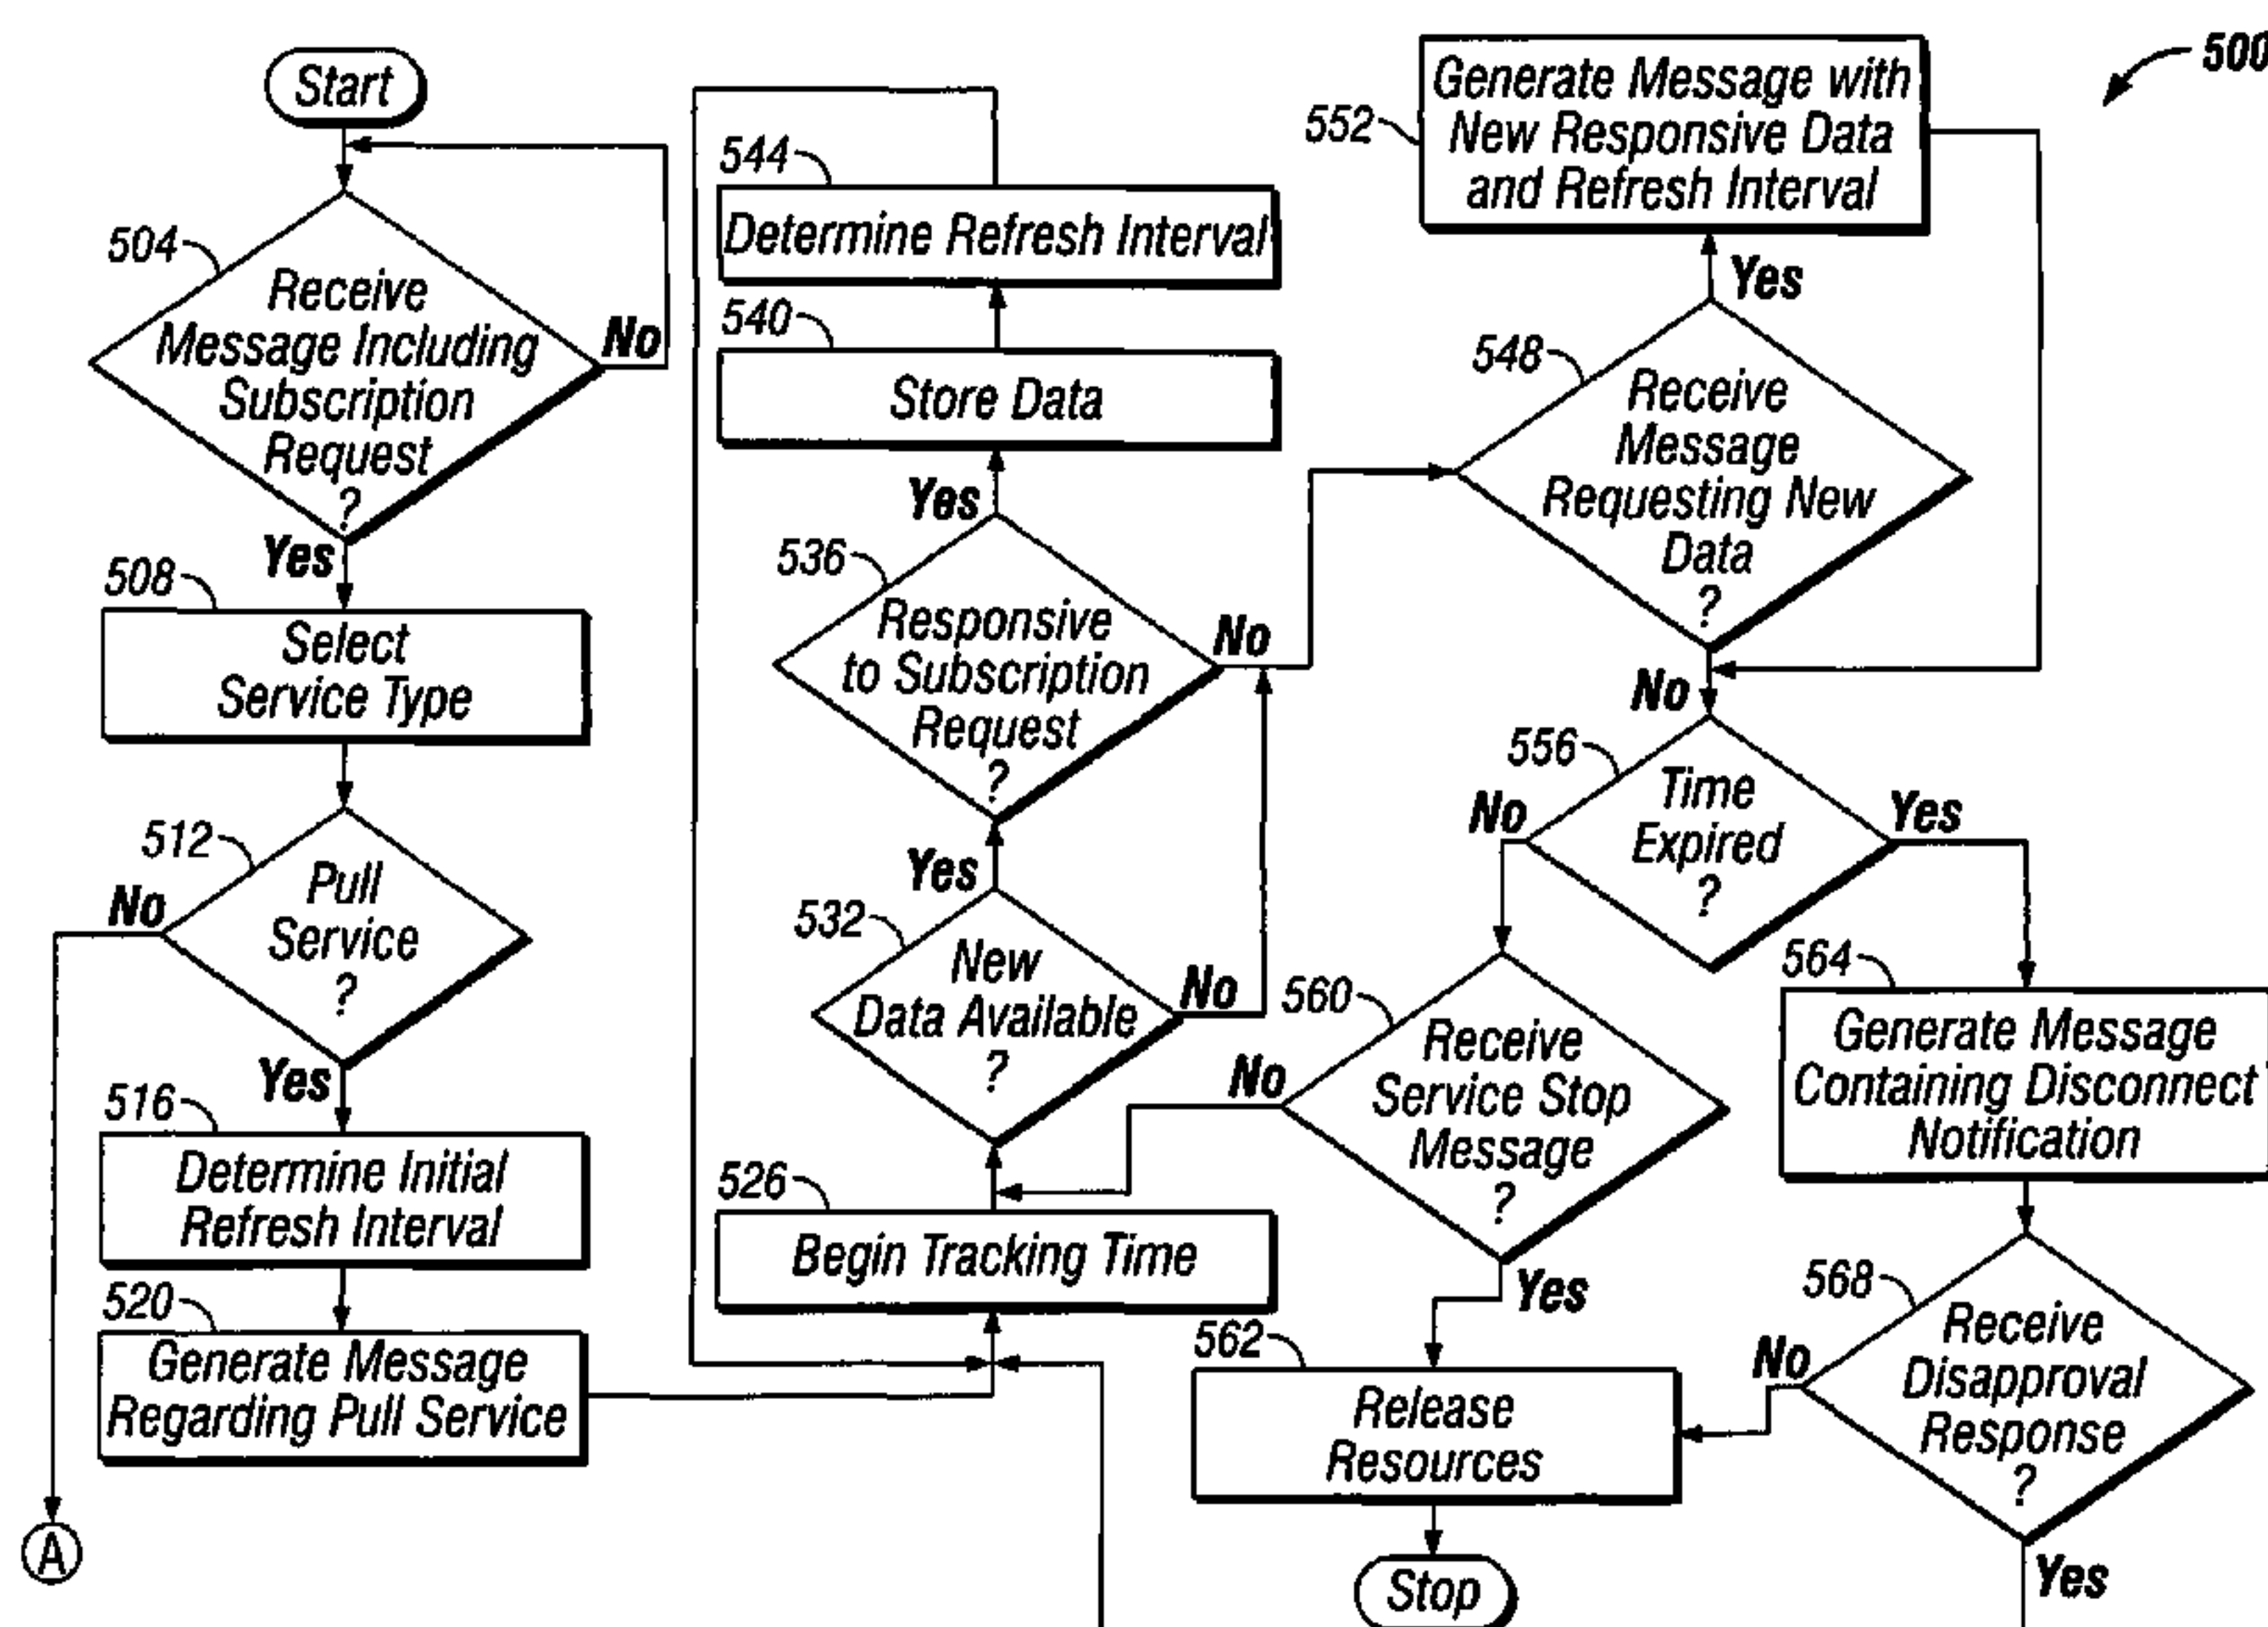 Start
504
Receive
Message Including
Subscription
Request
?
No
Yes
508
Select
Service Type
512
Pull
Service
?
No
Yes
516
Determine Initial
Refresh Interval
520
Generate Message
Regarding Pull Service
A
544
Determine Refresh Interval
540
Store Data
Yes
536
Responsive
to Subscription
Request
?
No
Yes
532
New
Data Available
?
No
526
Begin Tracking Time
500
552
Generate Message with
New Responsive Data
and Refresh Interval
Yes
548
Receive
Message
Requesting New
Data
?
No
556
Time
Expired
?
No
Yes
560
Receive
Service Stop
Message
?
No
Yes
562
Release
Resources
Stop
564
Generate Message
Containing Disconnect
Notification
568
Receive
Disapproval
Response
?
No
Yes